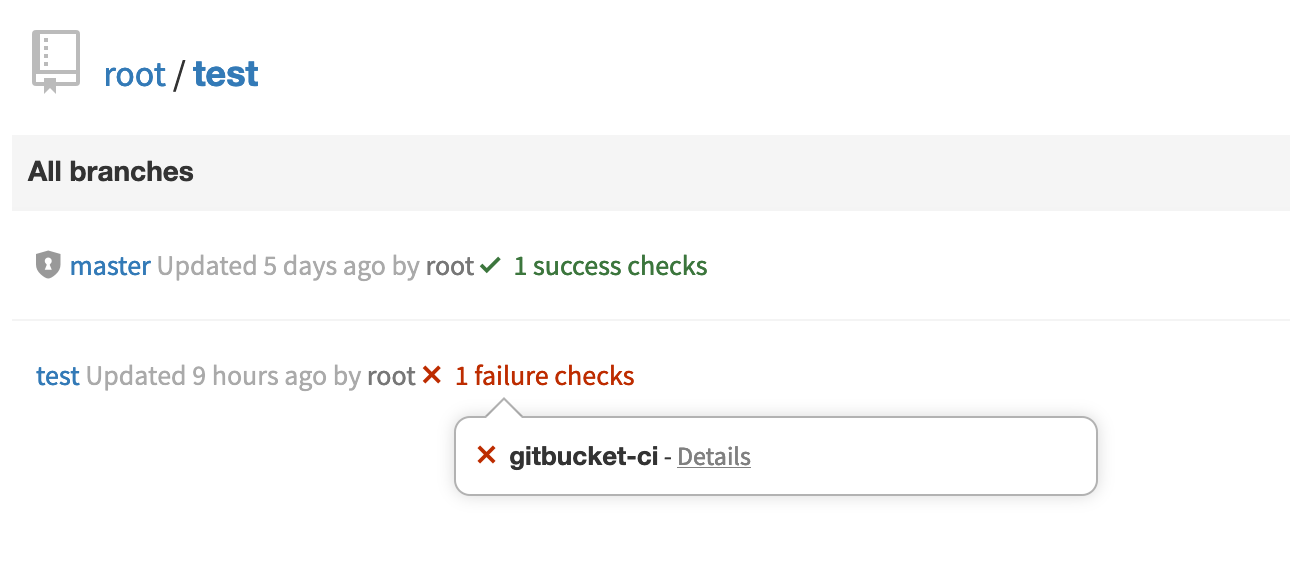 root / test
All branches
master Updated 5 days ago by root 1 success checks
test Updated 9 hours ago by root 1 failure checks
gitbucket-ci - Details